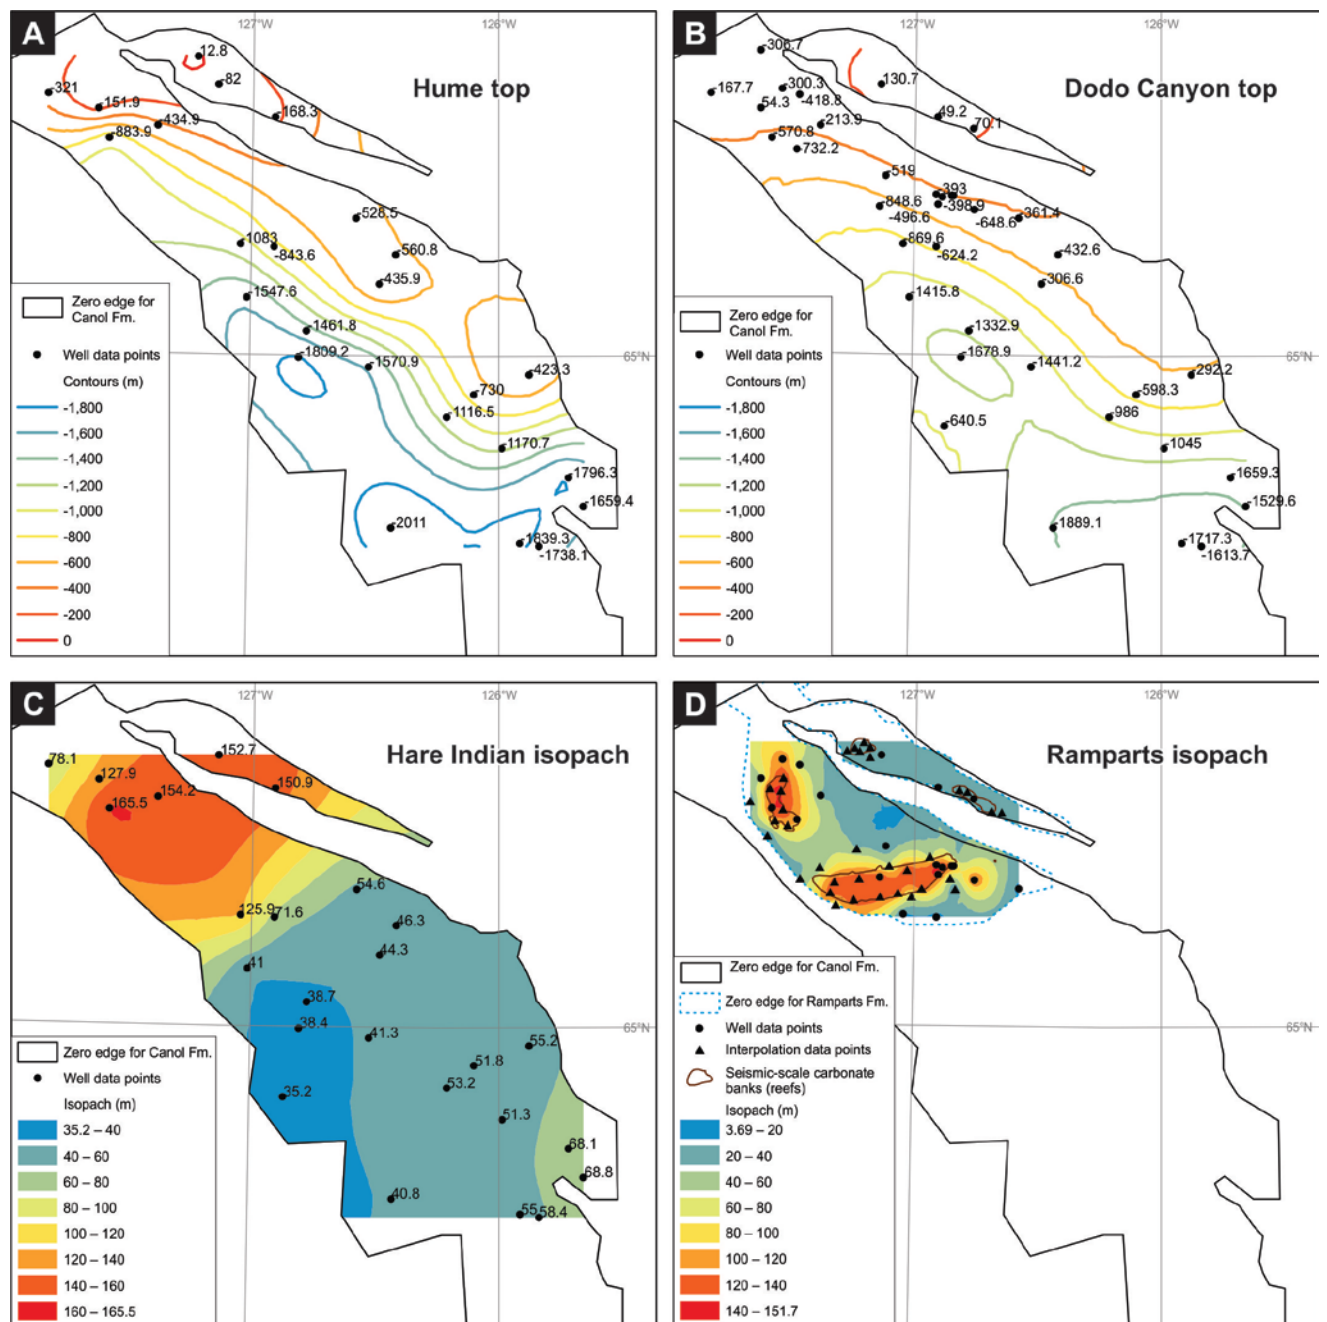 A
127°W
126°W
12.8
-82
Hume top
-321
151.9
168.3
-434.9
-883.9
-528.5
-1083
-560.8
-843.6
-435.9
-1547.6
Zero edge for
Canol Fm.
-1461.8
Well data points
-1809.2
-1570.9
65°N
Contours (m)
-423.3
-730
-1,800
-1116.5
-1,600
-1170.7
-1,400
-1796.3
-1,200
-1659.4
-1,000
-2011
-800
-1839.3
-1738.1
-600
-400
-200
0
B
127°W
126°W
-306.7
130.7
Dodo Canyon top
-167.7
-300.3
-418.8
54.3
49.2
-213.9
70.1
-570.8
-732.2
-519
393
-848.6
-398.9
-361.4
-496.6
-648.6
-869.6
-624.2
-432.6
-306.6
-1415.8
Zero edge for
Canol Fm.
-1332.9
Well data points
-1678.9
-1441.2
65°N
Contours (m)
-292.2
-598.3
-1,800
-986
-1,600
-640.5
-1045
-1,400
1659.3
-1,200
-1529.6
-1,000
-1889.1
-800
-1717.3
-1613.7
-600
-400
-200
0
C
127°W
126°W
Hare Indian isopach
152.7
78.1
127.9
150.9
154.2
165.5
54.6
125.9
71.6
46.3
44.3
41
38.7
38.4
65°N
41.3
Zero edge for Canol Fm.
55.2
51.8
Well data points
53.2
35.2
Isopach (m)
51.3
35.2 – 40
68.1
40 – 60
68.8
60 – 80
40.8
80 – 100
55
58.4
100 – 120
120 – 140
140 – 160
160 – 165.5
D
127°W
126°W
Ramparts isopach
Zero edge for Canol Fm.
Zero edge for Ramparts Fm.
65°N
Well data points
Interpolation data points
Seismic-scale carbonate
banks (reefs)
Isopach (m)
3.69 – 20
20 – 40
40 – 60
60 – 80
80 – 100
100 – 120
120 – 140
140 – 151.7